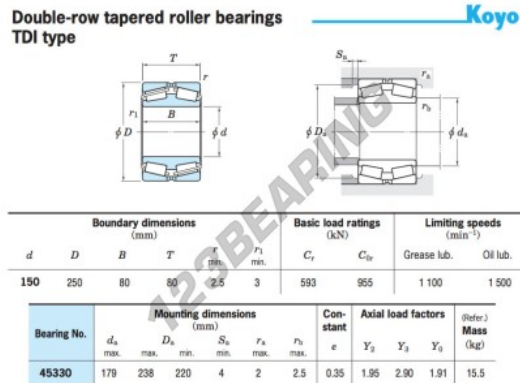 Double-row tapered roller bearings
TDI type
Koyo
T
r
r1
B
φD
φd
Sa
ra
rb
φDa
φda
123BEARING
Boundary dimensions
(mm)
Basic load ratings
(kN)
Limiting speeds
(min⁻¹)
d D B T r min. r1 min. Cr C0r Grease lub. Oil lub.
150 250 80 80 2.5 3 593 955 1 100 1 500
Bearing No.
Mounting dimensions
(mm)
Con-
stant
Axial load factors
(Refer.)
Mass
(kg)
da max. Da max. min. Sa min. ra max. rb max. e Y2 Y3 Y0
45330 179 238 220 4 2 2.5 0.35 1.95 2.90 1.91 15.5